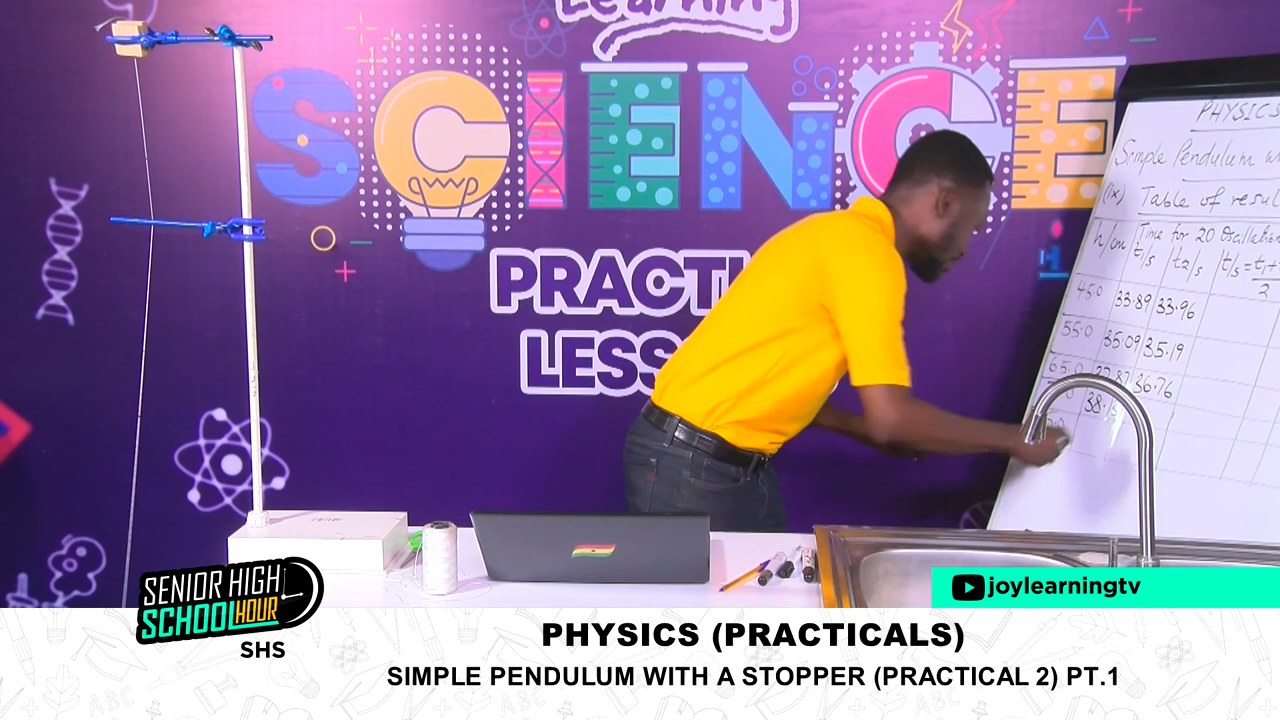 Learning
SCIENCE
PRACTI
LESS
PHYSICS
Simple Pendulum
(ix) Table of resul
h/cm Time for 20 Oscillation
t1/s t2/s t/s = t1+
2
45.0 33.89 33.96
55.0 35.09 35.19
65.0 36.76
38.
SENIOR HIGH
SCHOOL HOUR
SHS
joylearningtv
PHYSICS (PRACTICALS)
SIMPLE PENDULUM WITH A STOPPER (PRACTICAL 2) PT.1